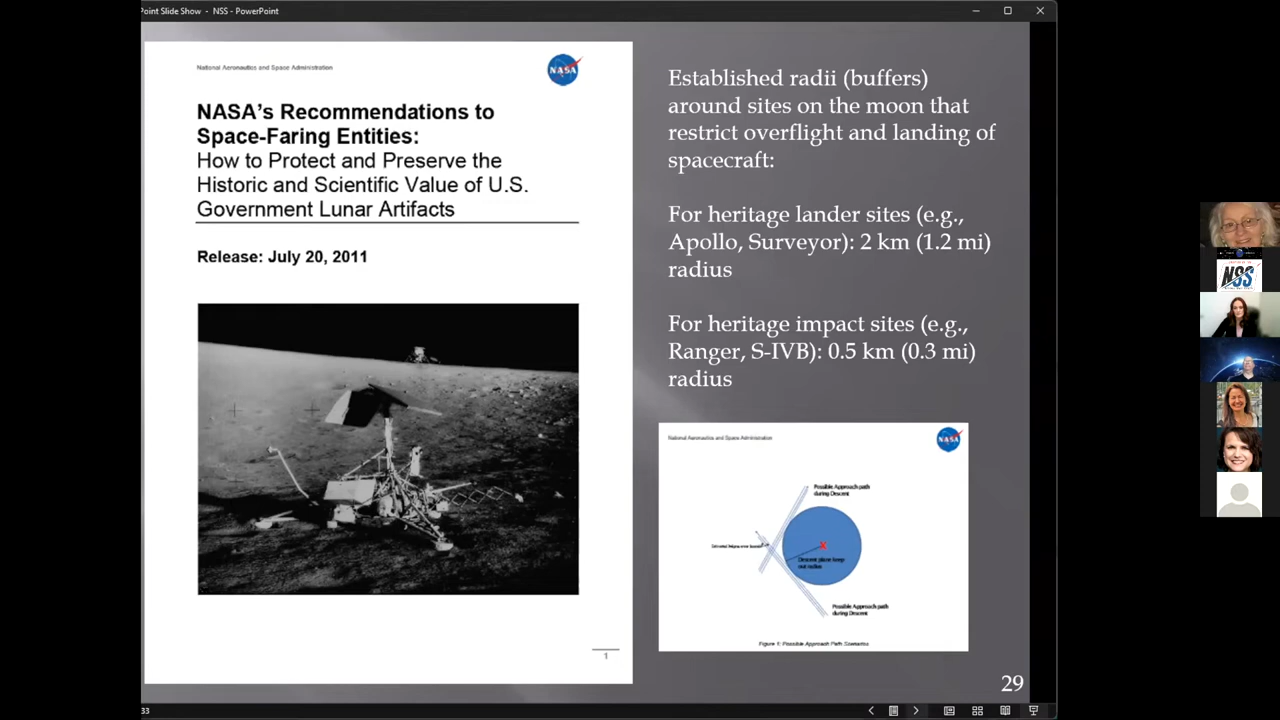 Point Slide Show - NSS - PowerPoint
National Aeronautics and Space Administration
NASA
NASA's Recommendations to
Space-Faring Entities:
How to Protect and Preserve the
Historic and Scientific Value of U.S.
Government Lunar Artifacts
Release: July 20, 2011
1
Established radii (buffers)
around sites on the moon that
restrict overflight and landing of
spacecraft:
For heritage lander sites (e.g.,
Apollo, Surveyor): 2 km (1.2 mi)
radius
For heritage impact sites (e.g.,
Ranger, S-IVB): 0.5 km (0.3 mi)
radius
National Aeronautics and Space Administration
NASA
Possible Approach path
during Descent
X
Descent plane keep
out radius
Possible Approach path
during Descent
Figure 1: Possible Approach Path Scenarios
29
33
NSS